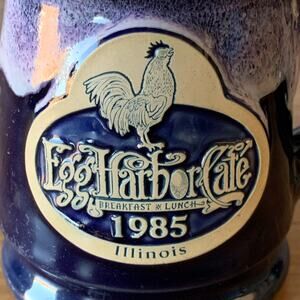 Egg Harbor Café
BREAKFAST & LUNCH
1985
Illinois